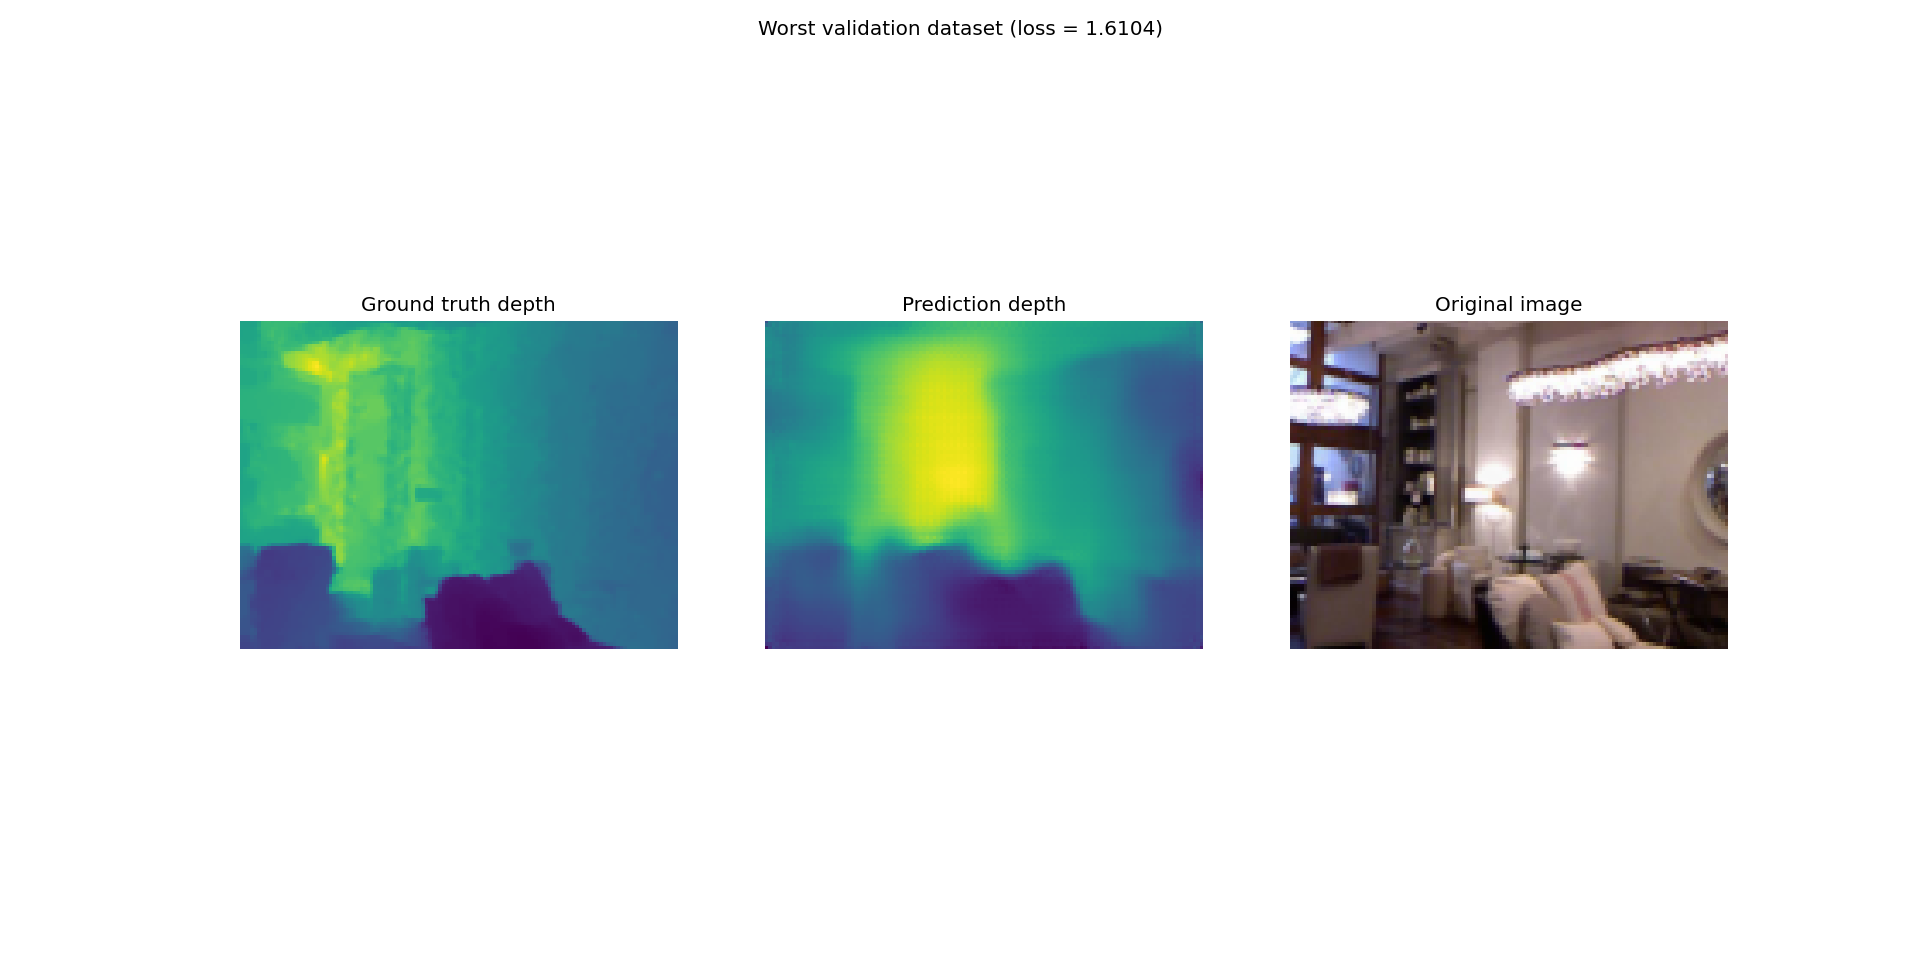 Worst validation dataset (loss = 1.6104)
Ground truth depth
Prediction depth
Original image